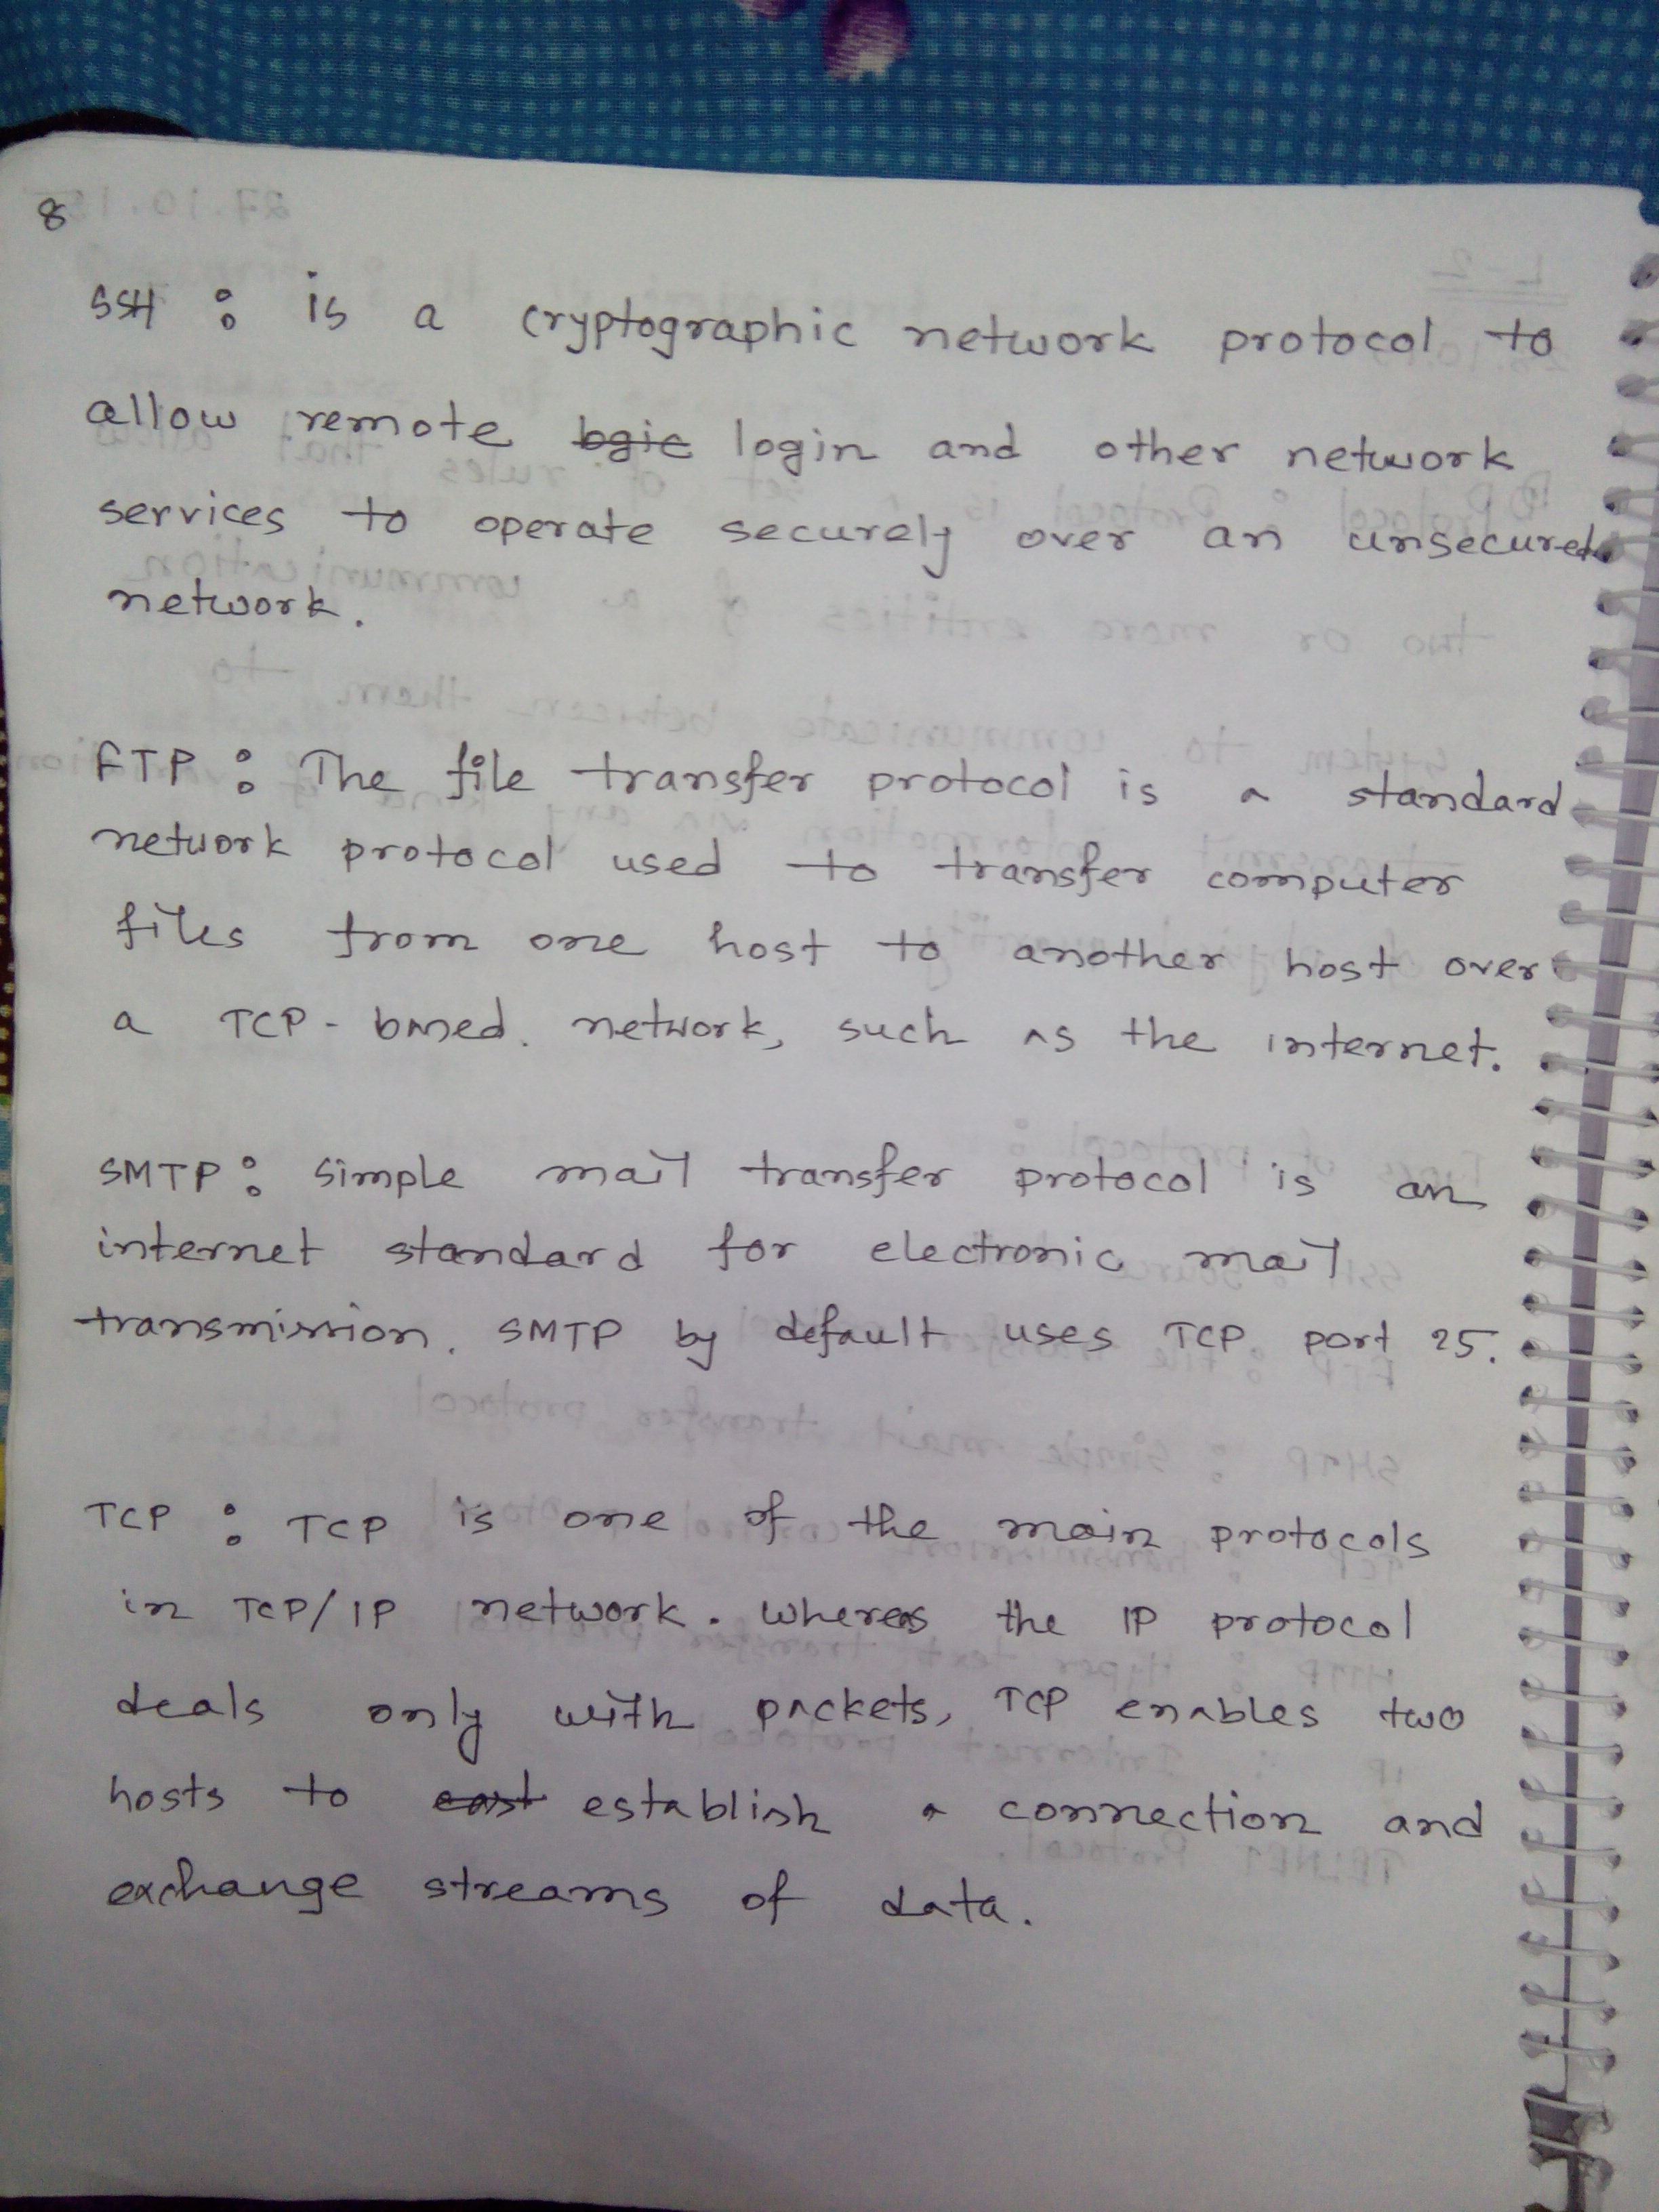 8
SSH : is a cryptographic network protocol to
allow remote login and other network
services to operate securely over an unsecured
network.
FTP : The file transfer protocol is a standard
network protocol used to transfer computer
files from one host to another host over
a TCP - based. network, such as the internet.
SMTP : Simple mail transfer protocol is an
internet standard for electronic mail
transmission. SMTP by default uses TCP port 25.
TCP : TCP is one of the main protocols
in TCP/IP network. Whereas the IP protocol
deals only with packets, TCP enables two
hosts to establish a connection and
exchange streams of data.